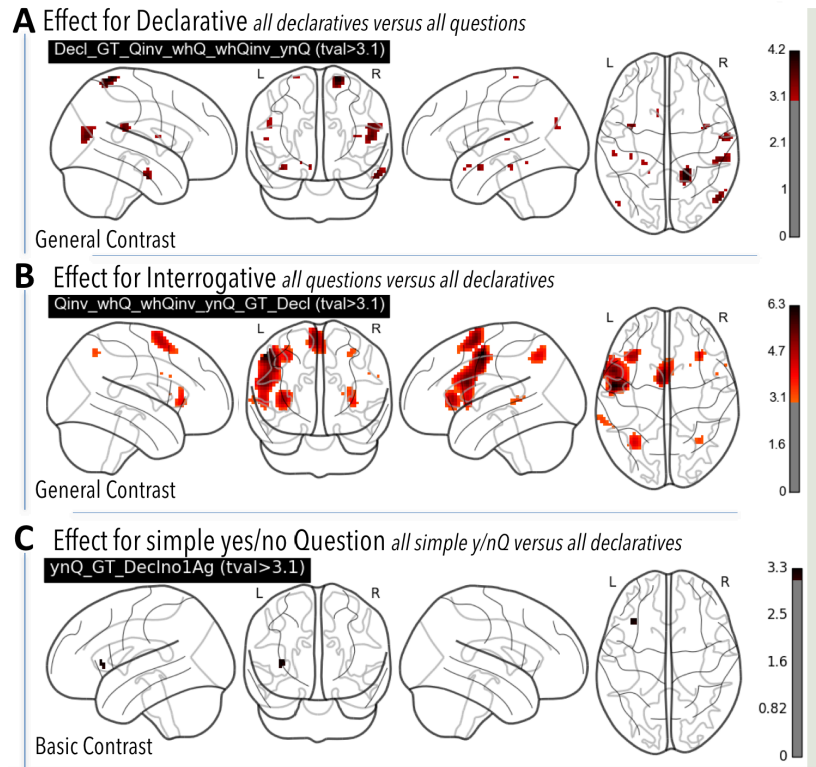 A Effect for Declarative all declaratives versus all questions
Decl_GT_Qinv_whQ_whQinv_ynQ (tval>3.1)
L R L R
4.2
3.1
2.1
1
0
General Contrast
B Effect for Interrogative all questions versus all declaratives
Qinv_whQ_whQinv_ynQ_GT_Decl (tval>3.1)
L R L R
6.3
4.7
3.1
1.6
0
General Contrast
C Effect for simple yes/no Question all simple y/nQ versus all declaratives
ynQ_GT_Declno1Ag (tval>3.1)
L R L R
3.3
2.5
1.6
0.82
0
Basic Contrast